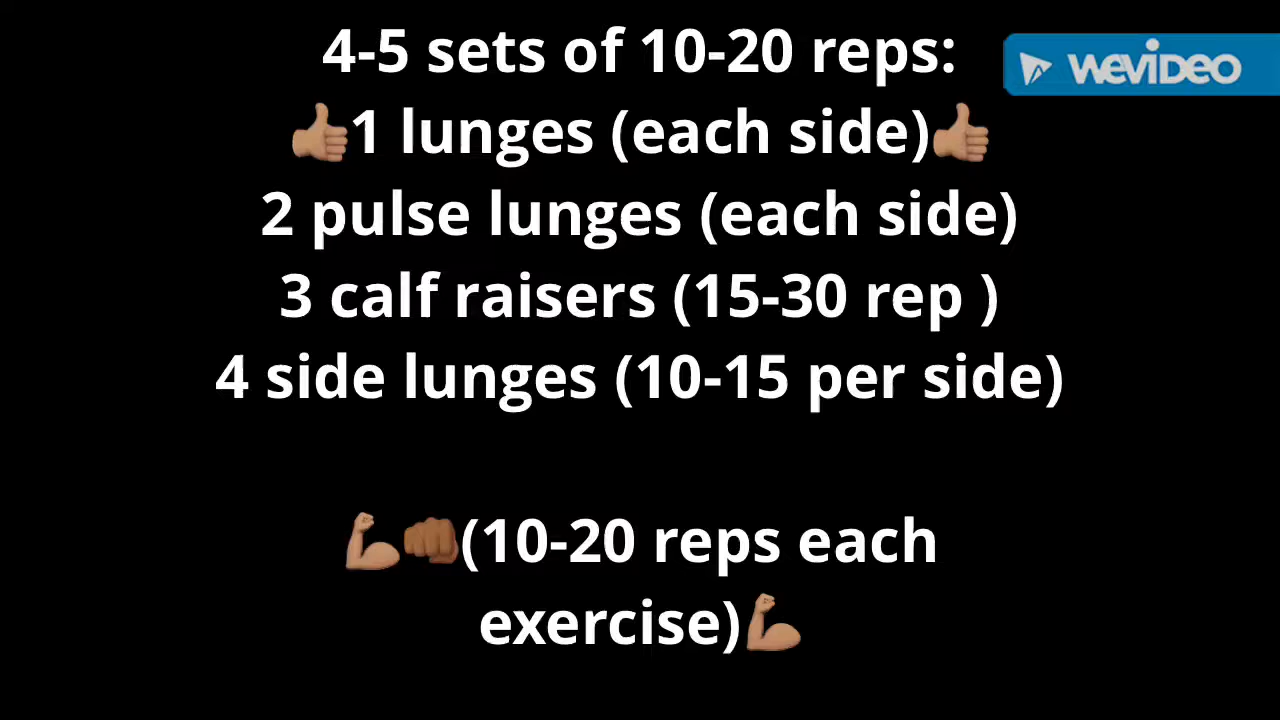 4-5 sets of 10-20 reps:
WEVIDEO
👍🏽1 lunges (each side)👍🏽
2 pulse lunges (each side)
3 calf raisers (15-30 rep )
4 side lunges (10-15 per side)
💪🏼👊🏾(10-20 reps each
exercise)💪🏼